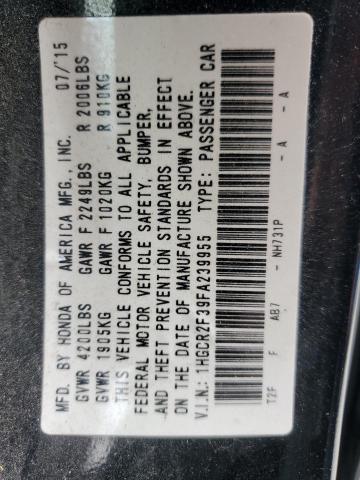 MFD. BY HONDA OF AMERICA MFG., INC. 07/'15
GVWR 4200LBS GAWR F 2249LBS R 2006LBS
GVWR 1905KG GAWR F 1020KG R 910KG
THIS VEHICLE CONFORMS TO ALL APPLICABLE
FEDERAL MOTOR VEHICLE SAFETY, BUMPER,
AND THEFT PREVENTION STANDARDS IN EFFECT
ON THE DATE OF MANUFACTURE SHOWN ABOVE.
V.I.N.: 1HGCR2F39FA239955 TYPE: PASSENGER CAR
T2F F AB7 - NH731P - A - A